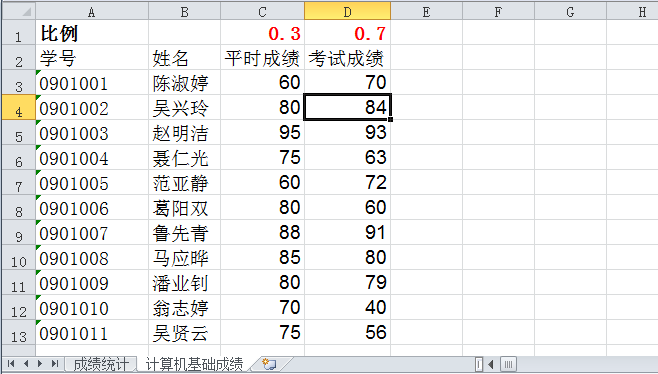 A B C D E F G H
1 比例 0.3 0.7
2 学号 姓名 平时成绩 考试成绩
3 0901001 陈淑婷 60 70
4 0901002 吴兴玲 80 84
5 0901003 赵明洁 95 93
6 0901004 聂仁光 75 63
7 0901005 范亚静 60 72
8 0901006 葛阳双 80 60
9 0901007 鲁先青 88 91
10 0901008 马应晔 85 80
11 0901009 潘业钊 80 79
12 0901010 翁志婷 70 40
13 0901011 吴贤云 75 56
成绩统计 计算机基础成绩